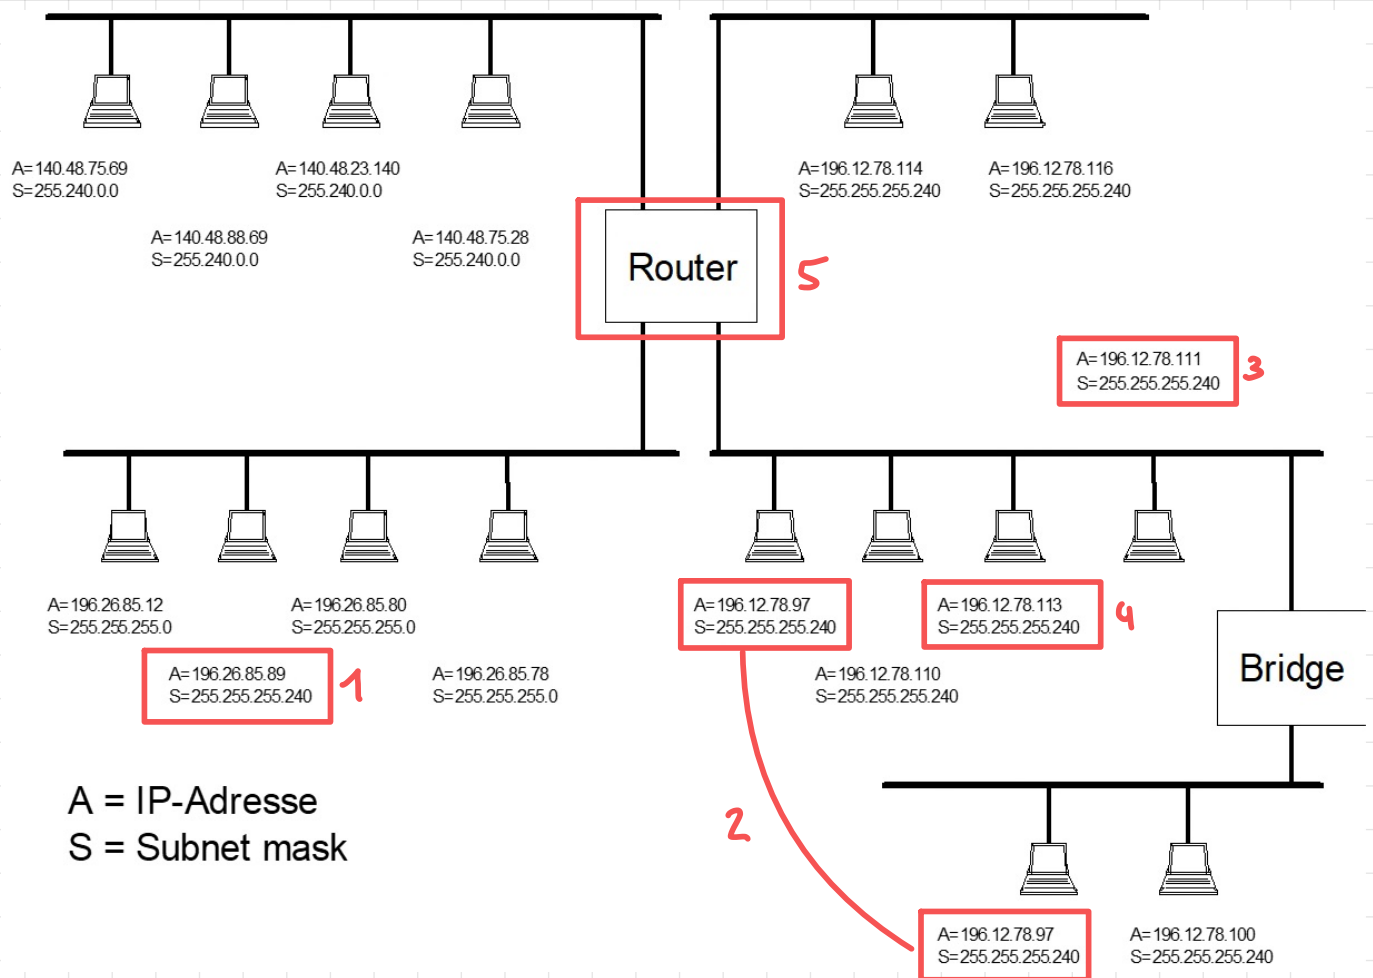 A=140.48.75.69
S=255.240.0.0
A=140.48.23.140
S=255.240.0.0
A=196.12.78.114
S=255.255.255.240
A=196.12.78.116
S=255.255.255.240
A=140.48.88.69
S=255.240.0.0
A=140.48.75.28
S=255.240.0.0
Router
5
A=196.12.78.111
S=255.255.255.240
3
A=196.26.85.12
S=255.255.255.0
A=196.26.85.80
S=255.255.255.0
A=196.12.78.97
S=255.255.255.240
A=196.12.78.113
S=255.255.255.240
4
A=196.26.85.89
S=255.255.255.240
1
A=196.26.85.78
S=255.255.255.0
A=196.12.78.110
S=255.255.255.240
Bridge
A = IP-Adresse
S = Subnet mask
2
A=196.12.78.97
S=255.255.255.240
A=196.12.78.100
S=255.255.255.240